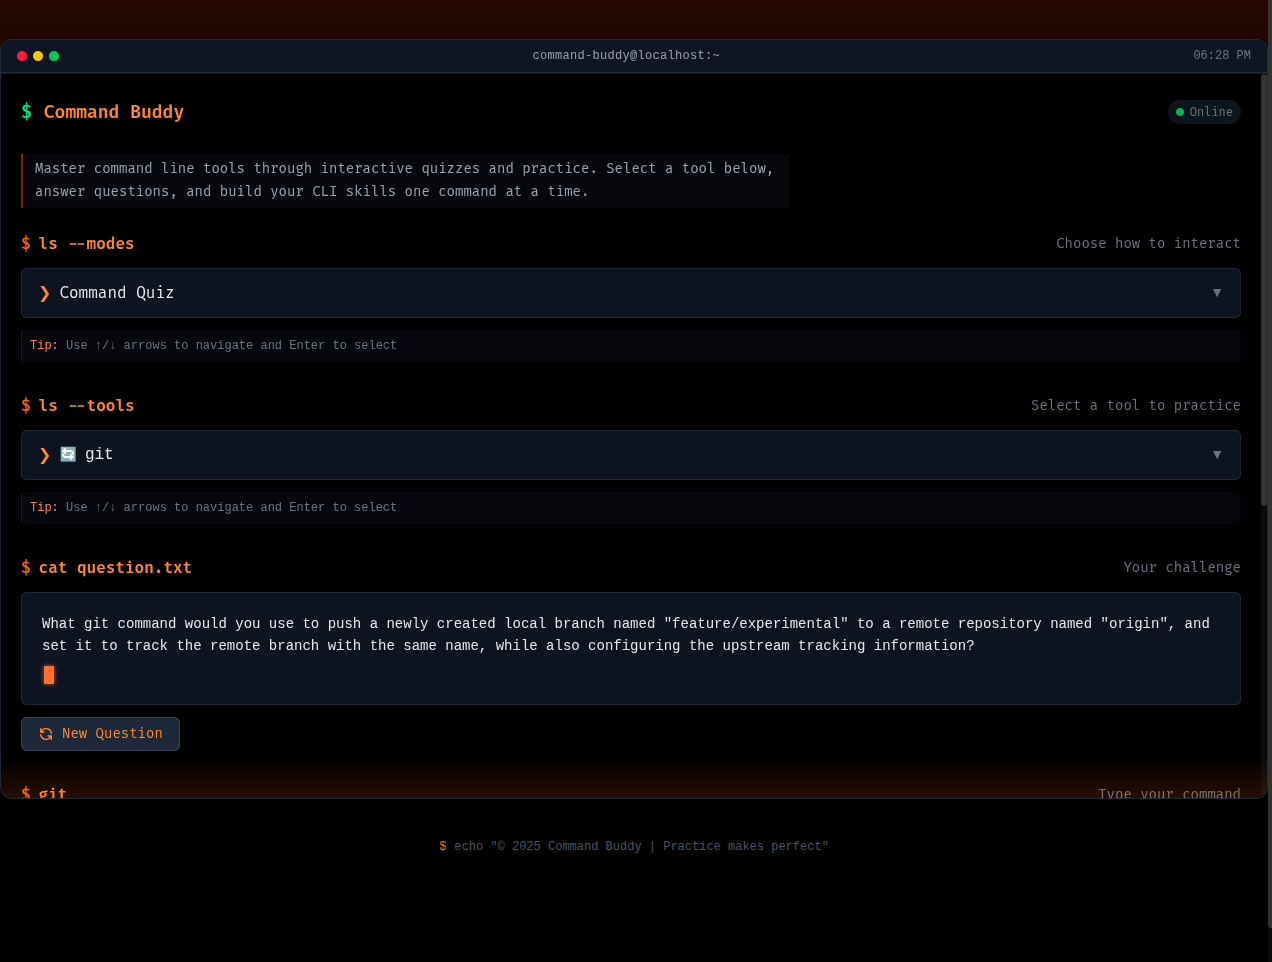 command-buddy@localhost:~
06:28 PM
$ Command Buddy
Online
Master command line tools through interactive quizzes and practice. Select a tool below,
answer questions, and build your CLI skills one command at a time.
$ ls --modes
Choose how to interact
❯ Command Quiz ▼
Tip: Use ↑/↓ arrows to navigate and Enter to select
$ ls --tools
Select a tool to practice
❯ 🔄 git ▼
Tip: Use ↑/↓ arrows to navigate and Enter to select
$ cat question.txt
Your challenge
What git command would you use to push a newly created local branch named "feature/experimental" to a remote repository named "origin", and
set it to track the remote branch with the same name, while also configuring the upstream tracking information?
New Question
$ git
Type your command
$ echo "© 2025 Command Buddy | Practice makes perfect"